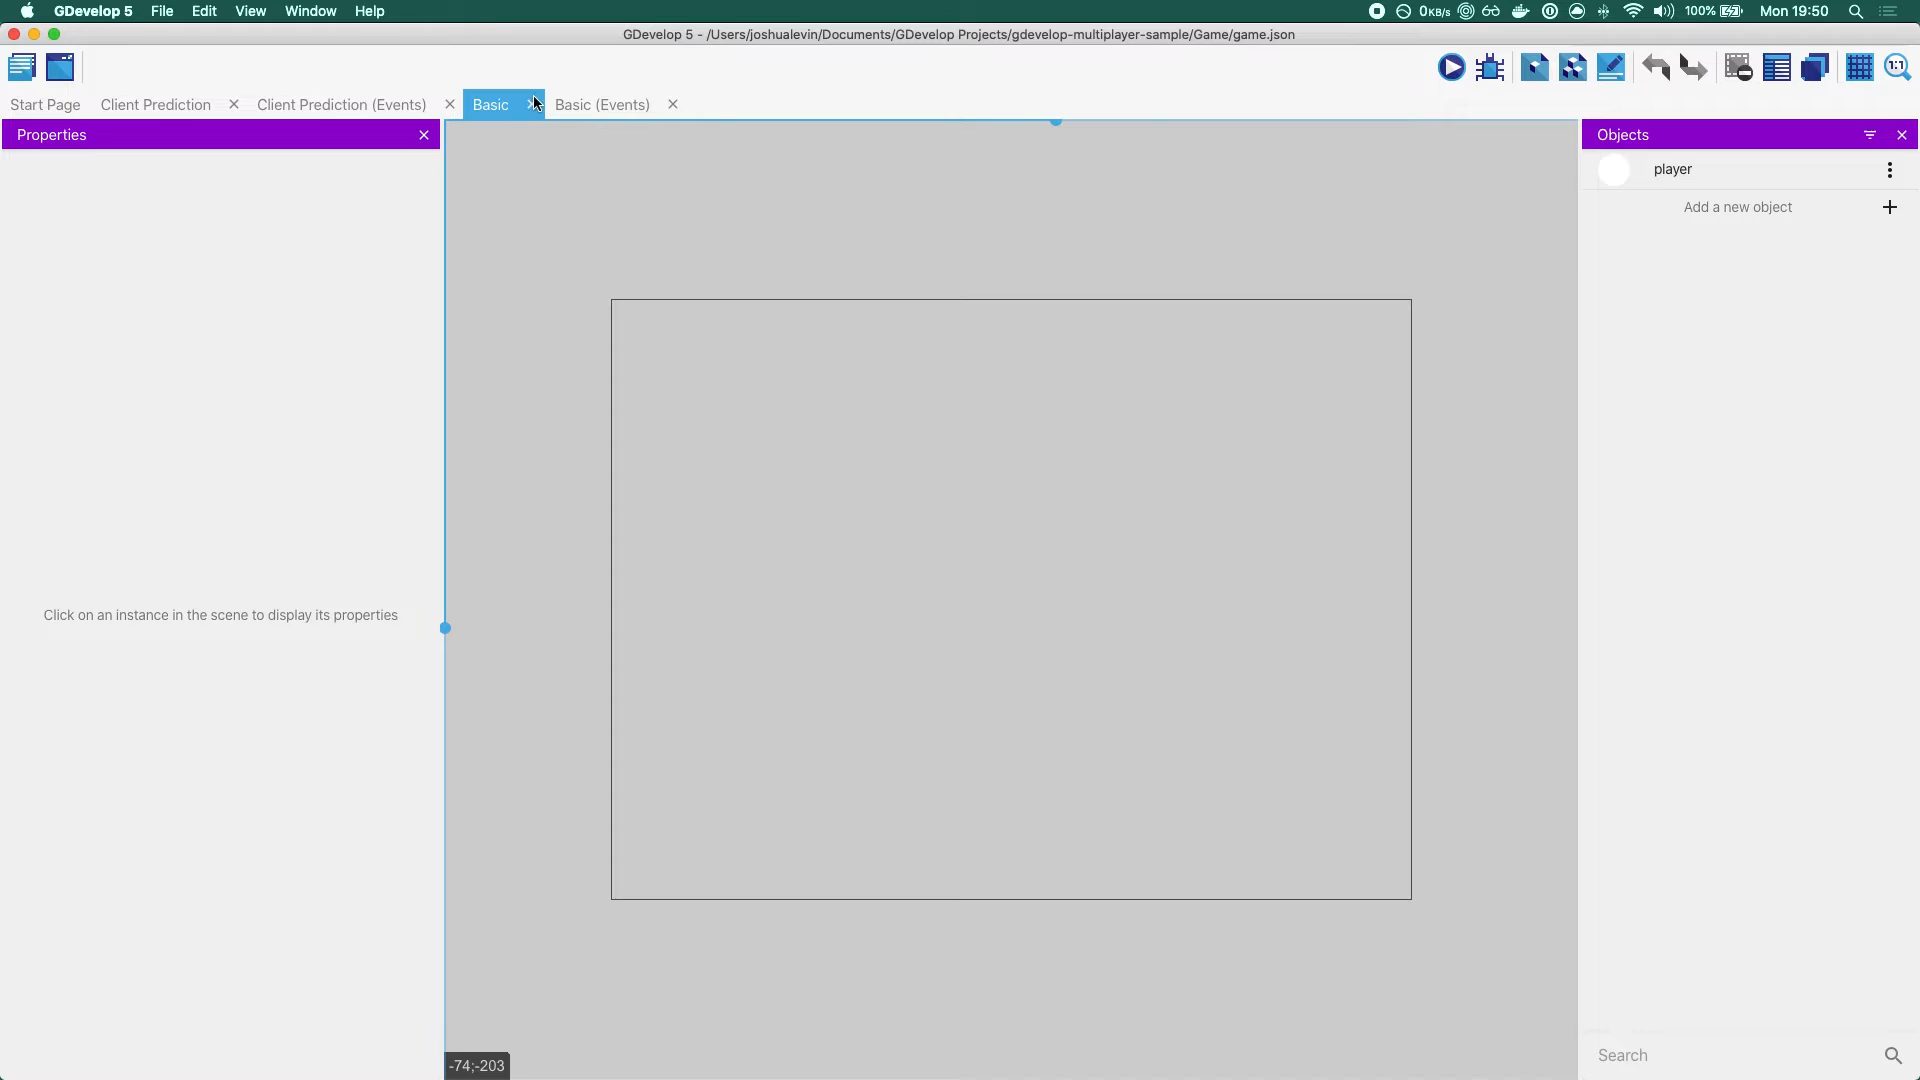 GDevelop 5 File Edit View Window Help 0KB/s 100% Mon 19:50
GDevelop 5 - /Users/joshualevin/Documents/GDevelop Projects/gdevelop-multiplayer-sample/Game/game.json
1:1
Start Page Client Prediction Client Prediction (Events) Basic Basic (Events)
Properties
Objects
player
Add a new object
Click on an instance in the scene to display its properties
Search
-74;-203